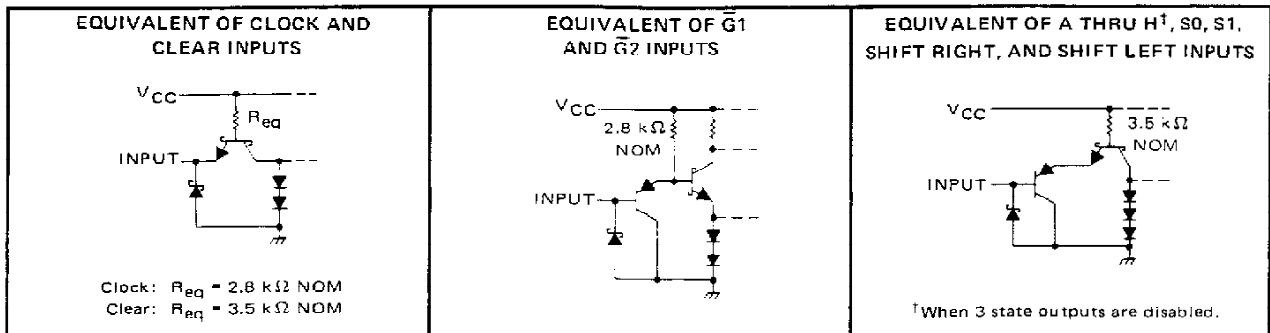 EQUIVALENT OF CLOCK AND
CLEAR INPUTS
VCC
Req
INPUT
Clock: Req = 2.8 kΩ NOM
Clear: Req = 3.5 kΩ NOM
EQUIVALENT OF G̅1
AND G̅2 INPUTS
VCC
2.8 kΩ
NOM
INPUT
EQUIVALENT OF A THRU H†, S0, S1,
SHIFT RIGHT, AND SHIFT LEFT INPUTS
VCC
3.5 kΩ
NOM
INPUT
†When 3 state outputs are disabled.